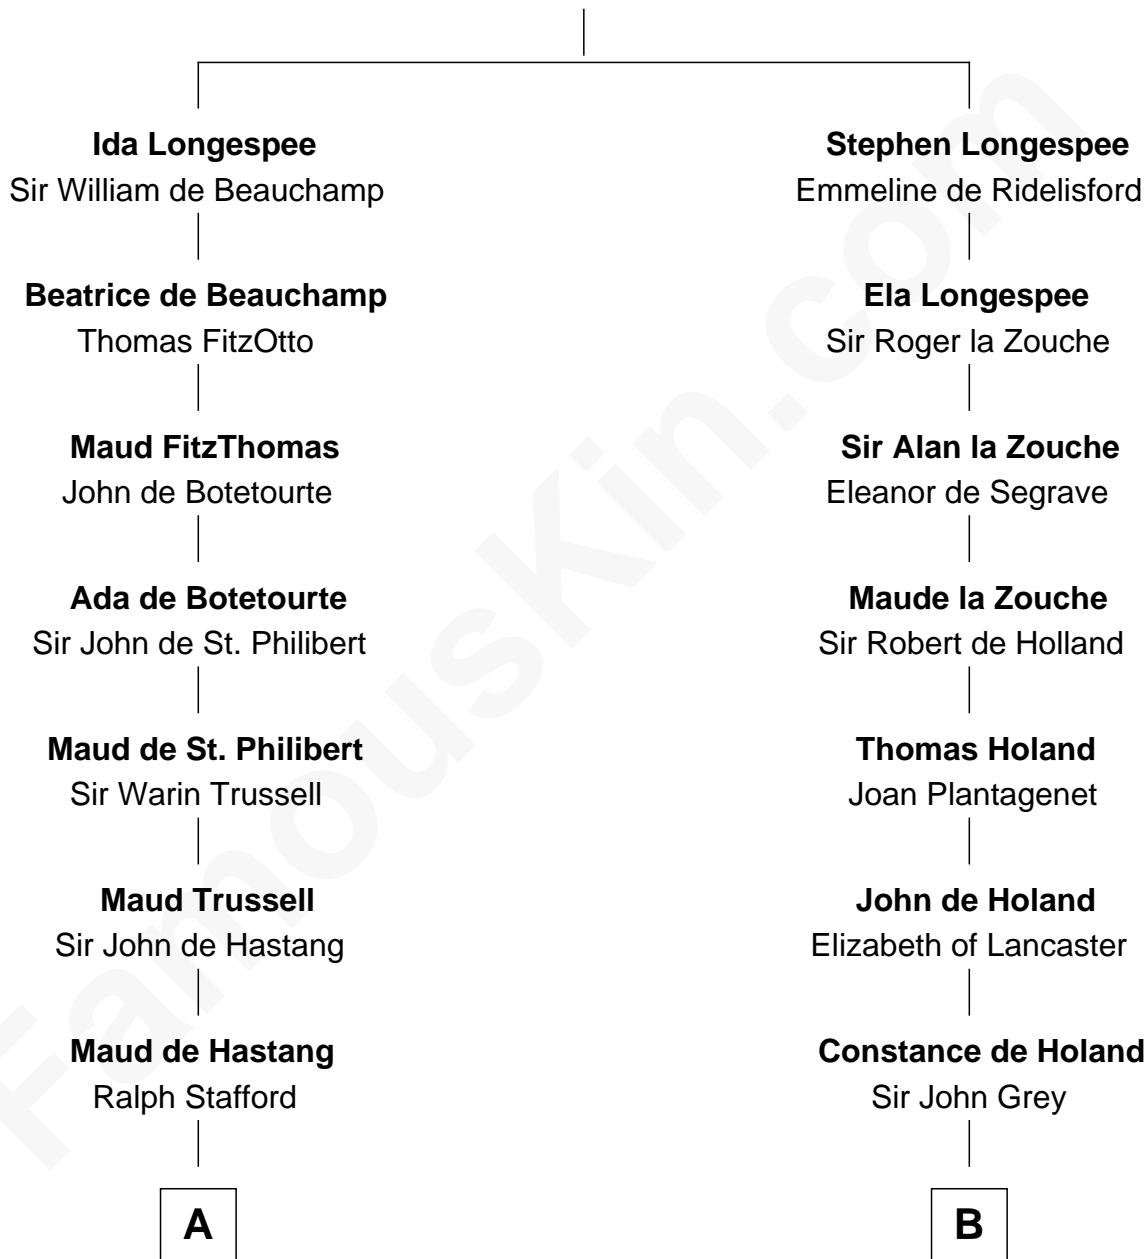 Ida Longespee
Sir William de Beauchamp
Beatrice de Beauchamp
Thomas FitzOtto
Maud FitzThomas
John de Botetourte
Ada de Botetourte
Sir John de St. Philibert
Maud de St. Philibert
Sir Warin Trussell
Maud Trussell
Sir John de Hastang
Maud de Hastang
Ralph Stafford
A
Stephen Longespee
Emmeline de Ridelisford
Ela Longespee
Sir Roger la Zouche
Sir Alan la Zouche
Eleanor de Segrave
Maude la Zouche
Sir Robert de Holland
Thomas Holand
Joan Plantagenet
John de Holand
Elizabeth of Lancaster
Constance de Holand
Sir John Grey
B
FamousKin.com